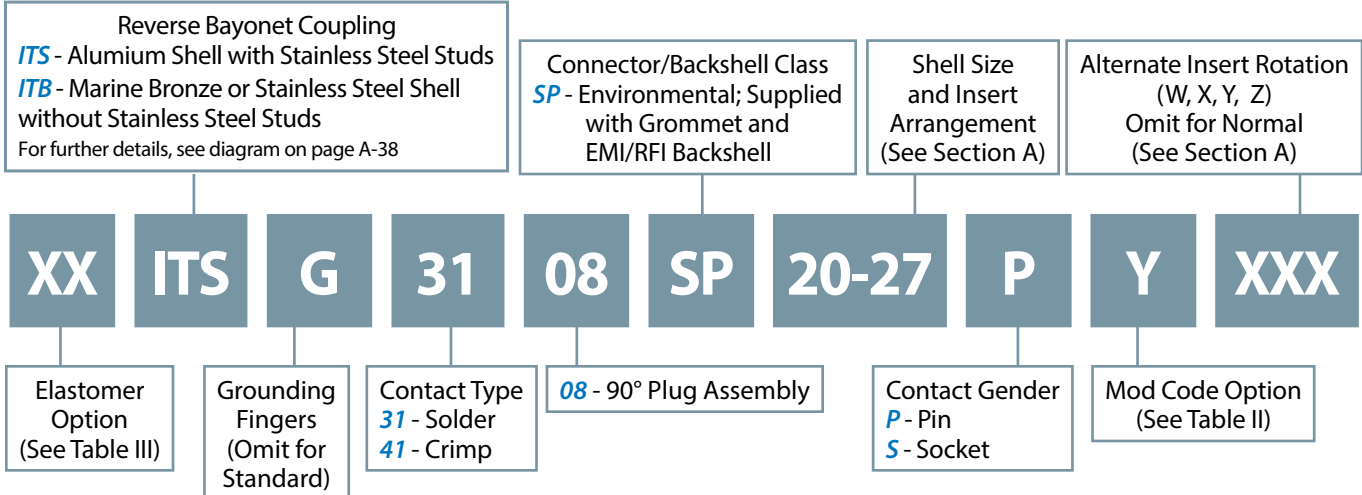 Reverse Bayonet Coupling
ITS - Alumium Shell with Stainless Steel Studs
ITB - Marine Bronze or Stainless Steel Shell
without Stainless Steel Studs
For further details, see diagram on page A-38
Connector/Backshell Class
SP - Environmental; Supplied
with Grommet and
EMI/RFI Backshell
Shell Size
and Insert
Arrangement
(See Section A)
Alternate Insert Rotation
(W, X, Y, Z)
Omit for Normal
(See Section A)
XX ITS G 31 08 SP 20-27 P Y XXX
Elastomer
Option
(See Table III)
Grounding
Fingers
(Omit for
Standard)
Contact Type
31 - Solder
41 - Crimp
08 - 90° Plug Assembly
Contact Gender
P - Pin
S - Socket
Mod Code Option
(See Table II)